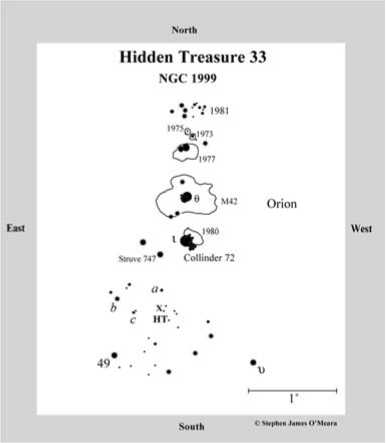 North
Hidden Treasure 33
NGC 1999
1981
1975
1973
1977
θ
M42
Orion
East
West
1980
ι
Struve 747
Collinder 72
a
b
X
c
HT
49
υ
1°
South
© Stephen James O'Meara